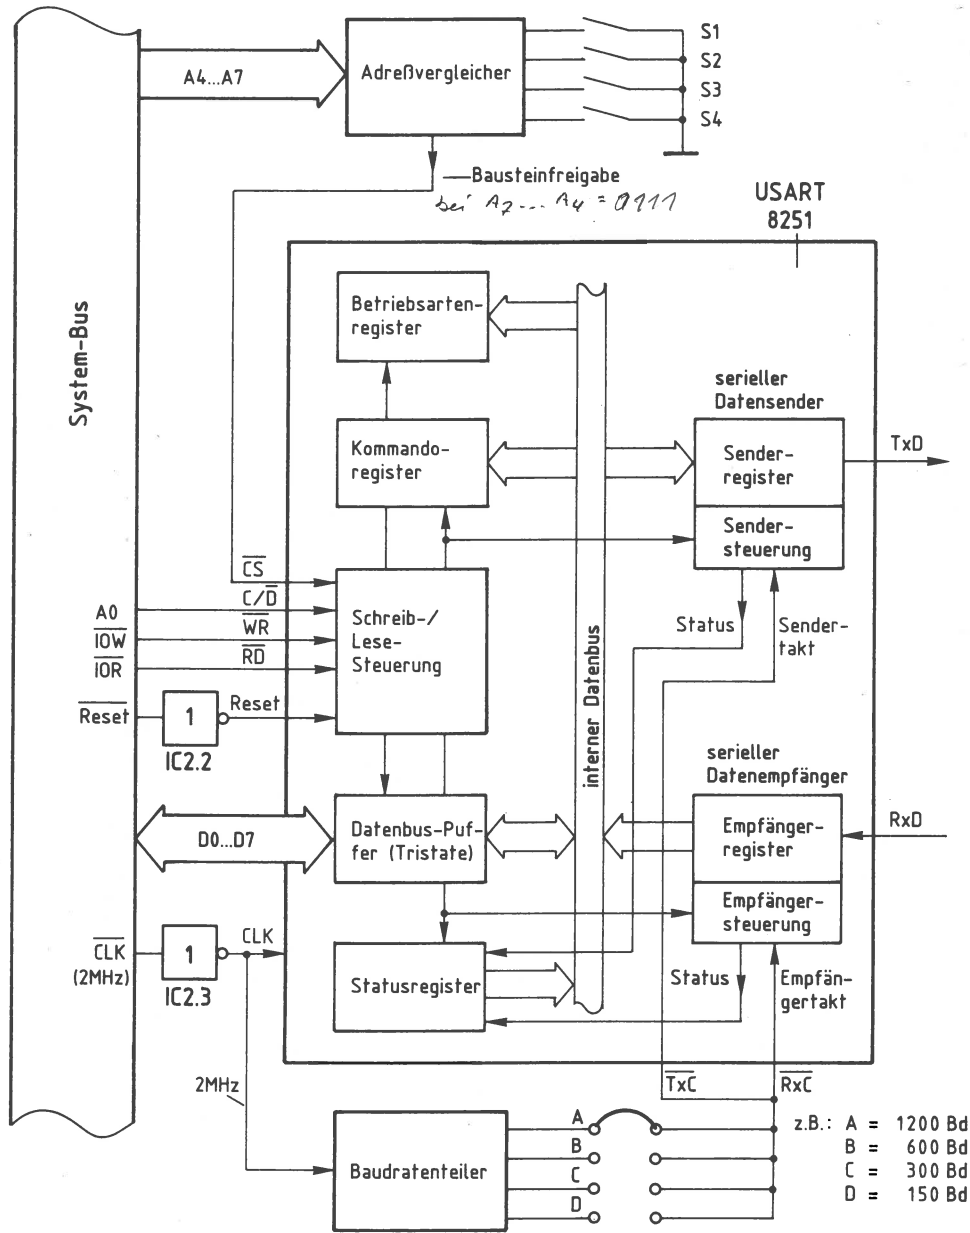 S1
A4...A7
Adreßvergleicher
S2
S3
S4
Bausteinfreigabe
bei A7 ... A4 = 0111
USART
8251
System-Bus
Betriebsarten-
register
serieller
Datensender
Kommando-
register
Sender-
register
TxD
Sender-
steuerung
CS
C/D
A0
WR
IOW
RD
IOR
Schreib-/
Lese-
Steuerung
Status
Sender-
takt
interner Datenbus
Reset
1
Reset
IC2.2
serieller
Datenempfänger
D0...D7
Datenbus-Puf-
fer (Tristate)
Empfänger-
register
RxD
Empfänger-
steuerung
CLK
(2MHz)
1
CLK
IC2.3
Statusregister
Status
Empfän-
gertakt
2MHz
TxC
RxC
Baudratenteiler
A
B
C
D
z.B.: A = 1200 Bd
B = 600 Bd
C = 300 Bd
D = 150 Bd